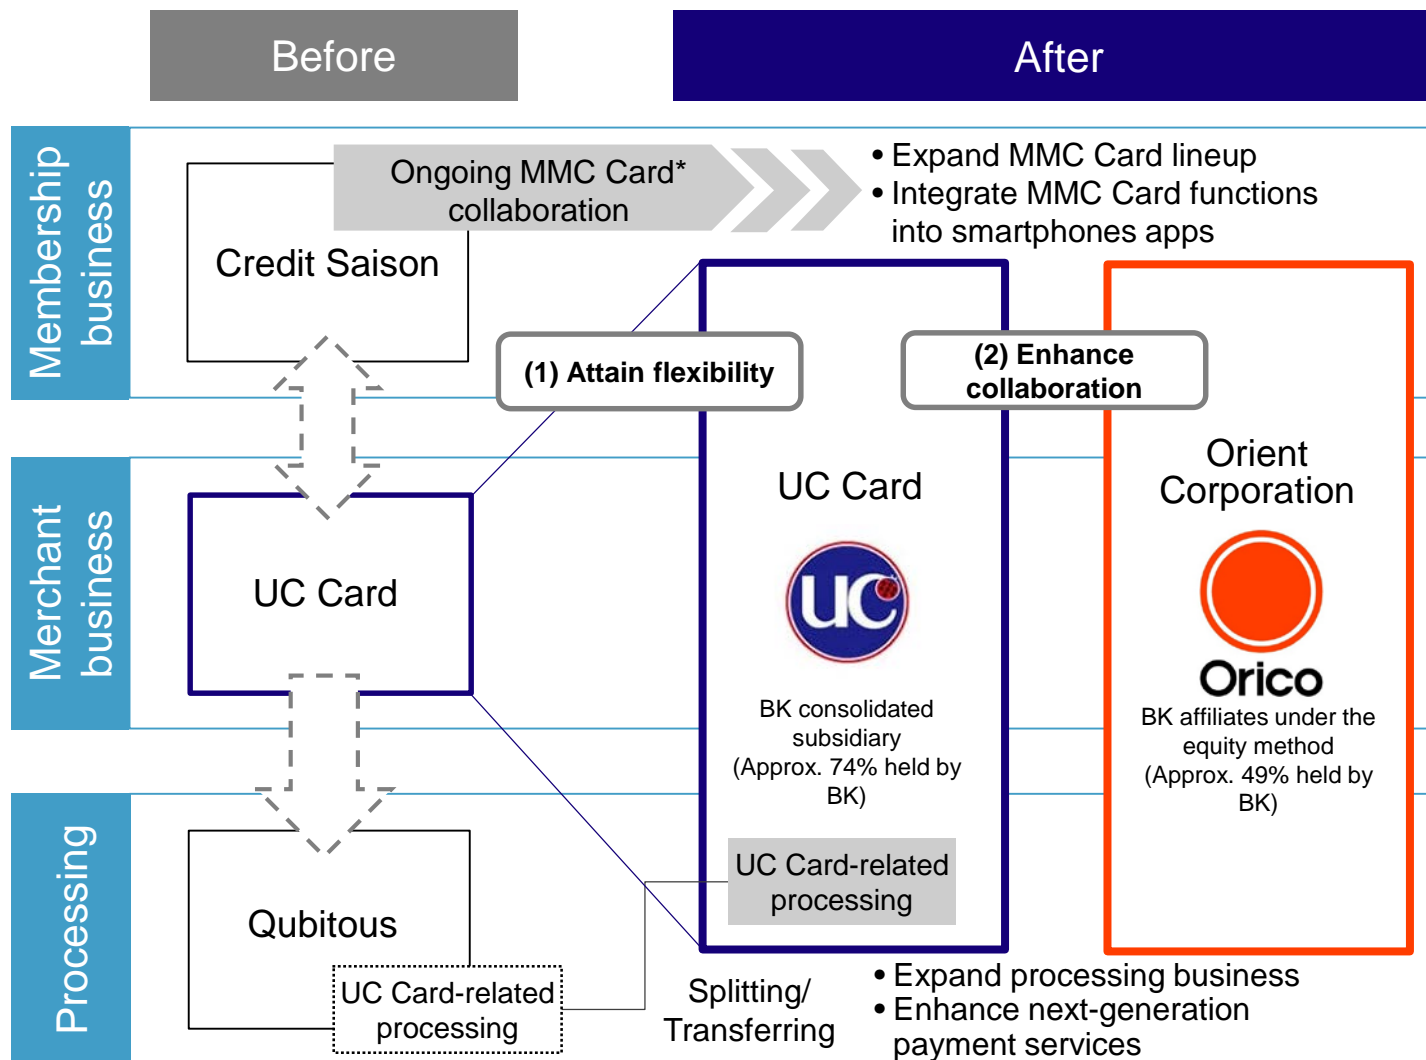 Before
After
Membership
business
Ongoing MMC Card*
collaboration
• Expand MMC Card lineup
• Integrate MMC Card functions
into smartphones apps
Credit Saison
(1) Attain flexibility
(2) Enhance
collaboration
Merchant
business
UC Card
UC Card
UC
BK consolidated
subsidiary
(Approx. 74% held by
BK)
Orient
Corporation
Orico
BK affiliates under the
equity method
(Approx. 49% held by
BK)
Processing
Qubitous
UC Card-related
processing
UC Card-related
processing
Splitting/
Transferring
• Expand processing business
• Enhance next-generation
payment services